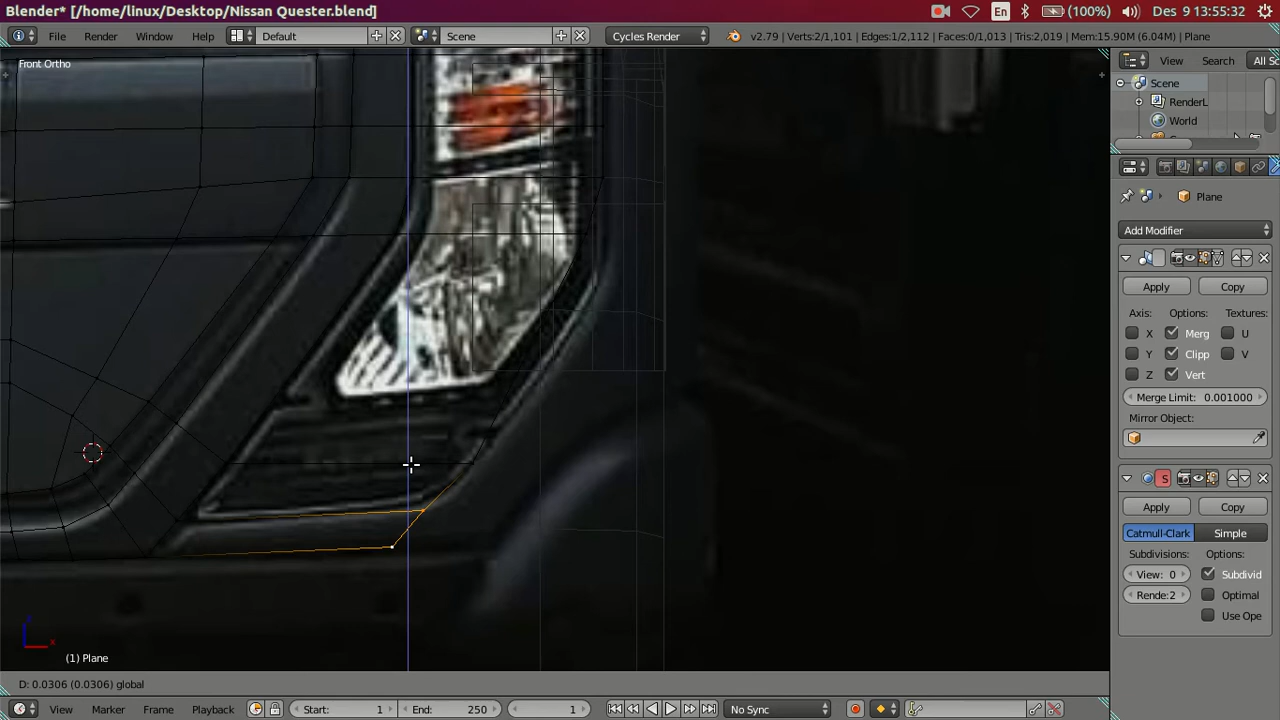 Blender* [/home/linux/Desktop/Nissan Quester.blend]
En (100%) Des 9 13:55:32
File Render Window Help Default Scene Cycles Render v2.79 | Verts:2/1,101 | Edges:1/2,112 | Faces:0/1,013 | Tris:2,019 | Mem:15.90M (6.04M) | Plane
Front Ortho
View Search All Sc
Scene
RenderL
World
Plane
Add Modifier
Apply Copy
Axis: Options: Textures:
X Merg U
Y Clipp V
Z Vert
Merge Limit: 0.001000
Mirror Object:
S
Apply Copy
Catmull-Clark Simple
Subdivisions: Options:
View: 0 Subdivid
Rende:2 Optimal
Use Ope
x
(1) Plane
D: 0.0306 (0.0306) global
View Marker Frame Playback Start: 1 End: 250 1 No Sync